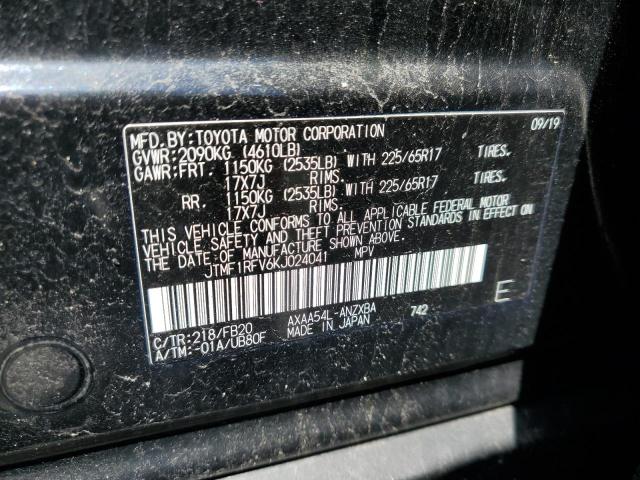 09/19
MFD.BY:TOYOTA MOTOR CORPORATION
GVWR:2090KG (4610LB)
GAWR:FRT. 1150KG (2535LB) WITH 225/65R17 TIRES.
17X7J RIMS.
RR. 1150KG (2535LB) WITH 225/65R17 TIRES.
17X7J RIMS.
THIS VEHICLE CONFORMS TO ALL APPLICABLE FEDERAL MOTOR
VEHICLE SAFETY AND THEFT PREVENTION STANDARDS IN EFFECT ON
THE DATE OF MANUFACTURE SHOWN ABOVE.
JTMF1RFV6KJ024041 MPV
C/TR:218/FB20 AXAA54L-ANZXBA 742 E
A/TM:-01A/UB80F MADE IN JAPAN